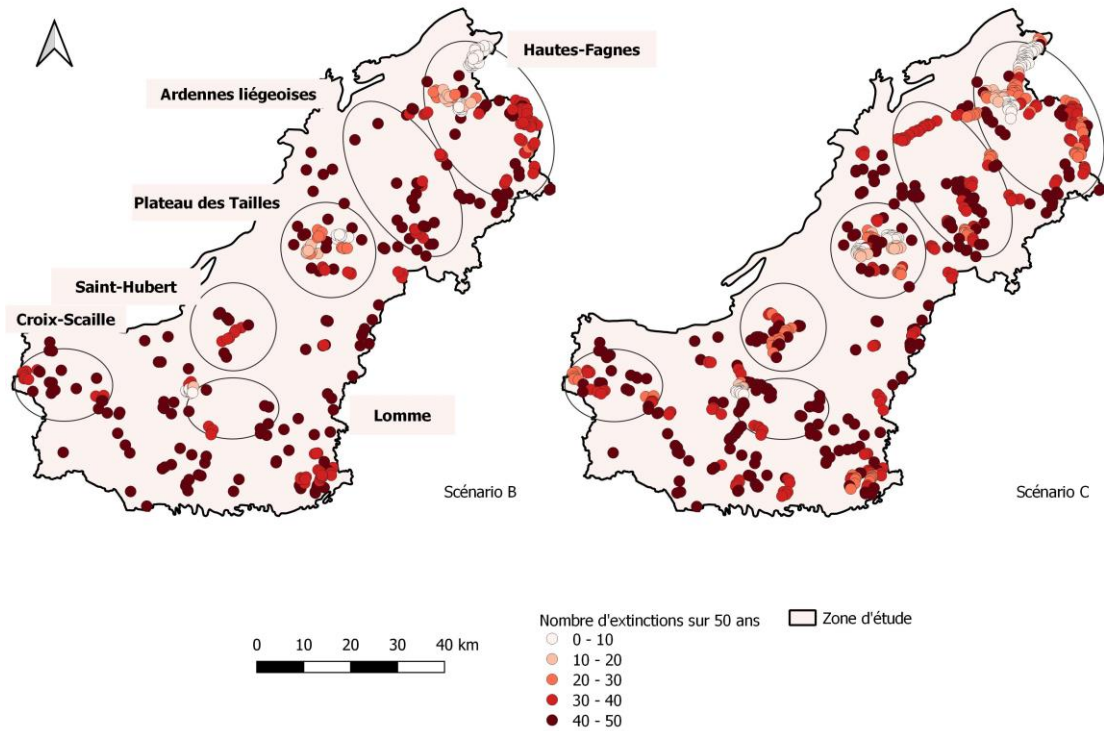 Hautes-Fagnes
Ardennes liégeoises
Plateau des Tailles
Saint-Hubert
Croix-Scaille
Lomme
Scénario B
Scénario C
0 10 20 30 40 km
Nombre d'extinctions sur 50 ans
0 - 10
10 - 20
20 - 30
30 - 40
40 - 50
Zone d'étude